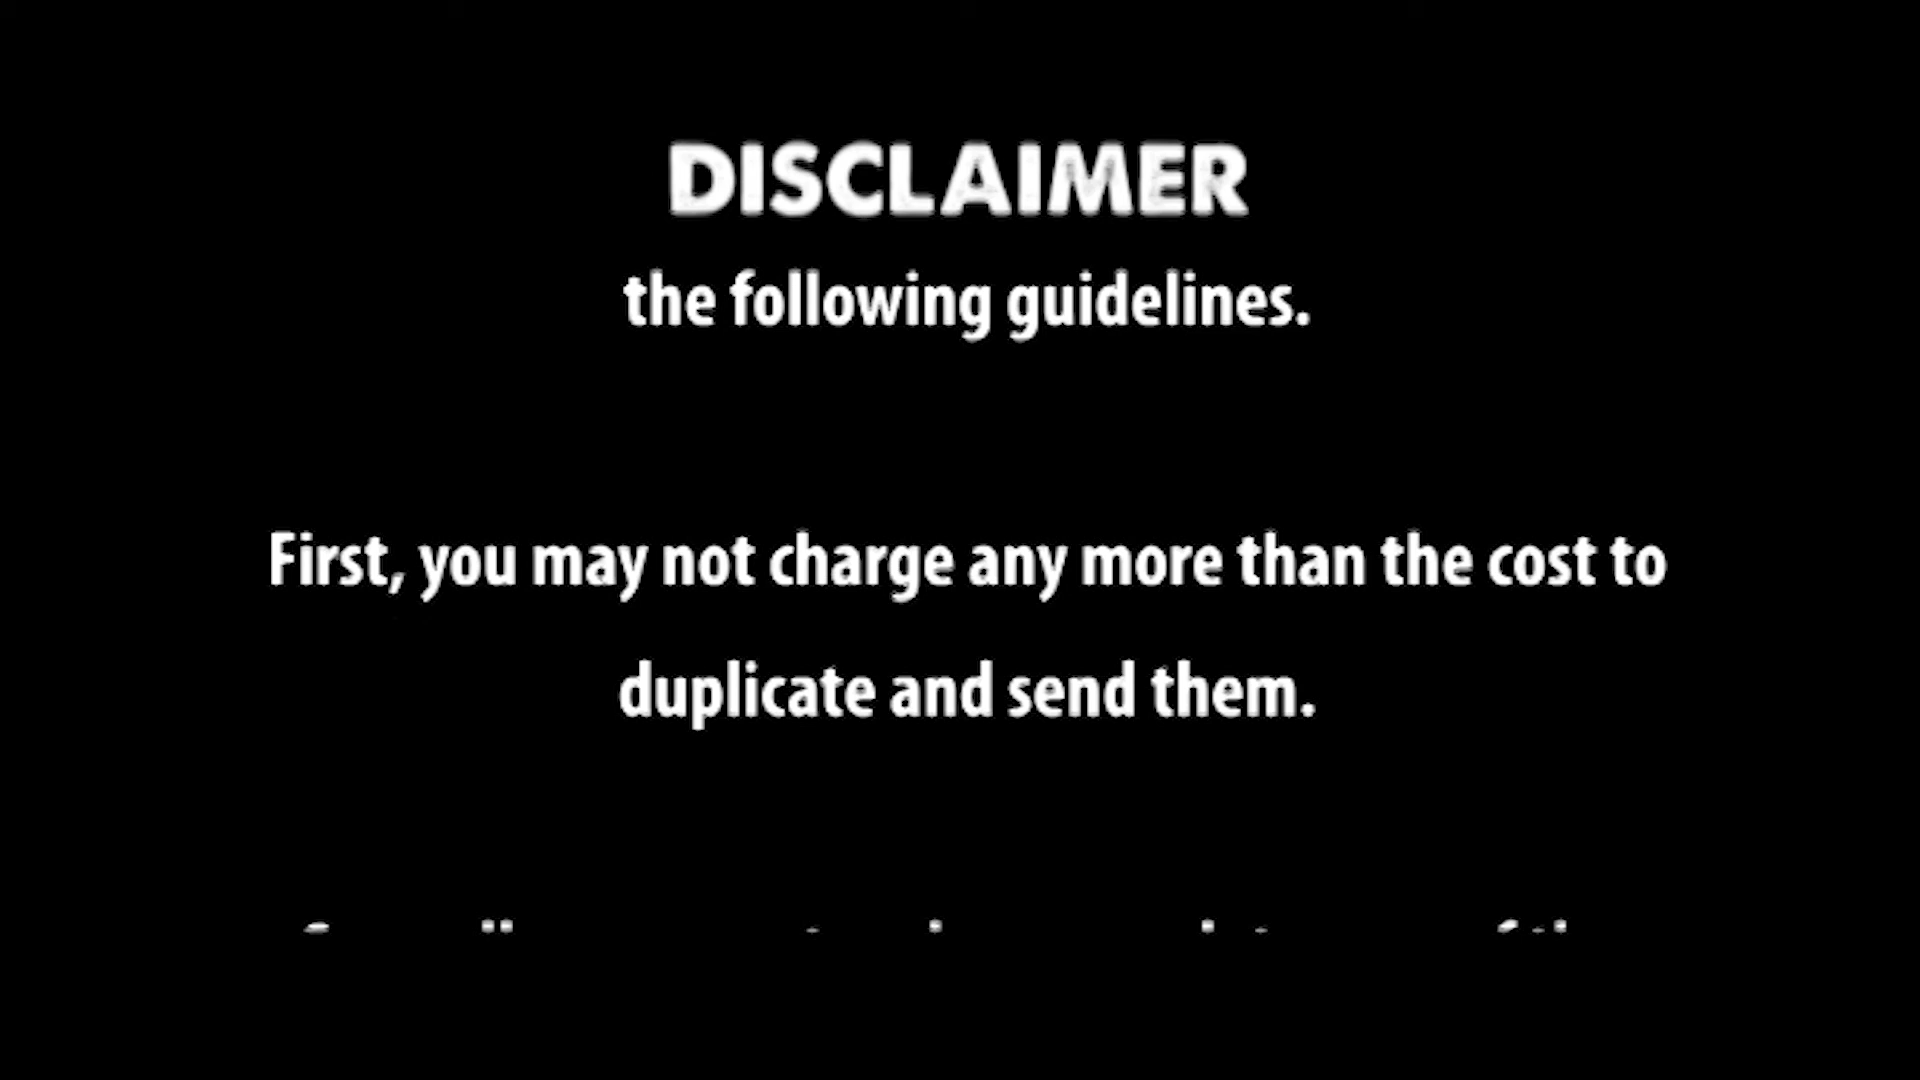 DISCLAIMER
the following guidelines.
First, you may not charge any more than the cost to
duplicate and send them.